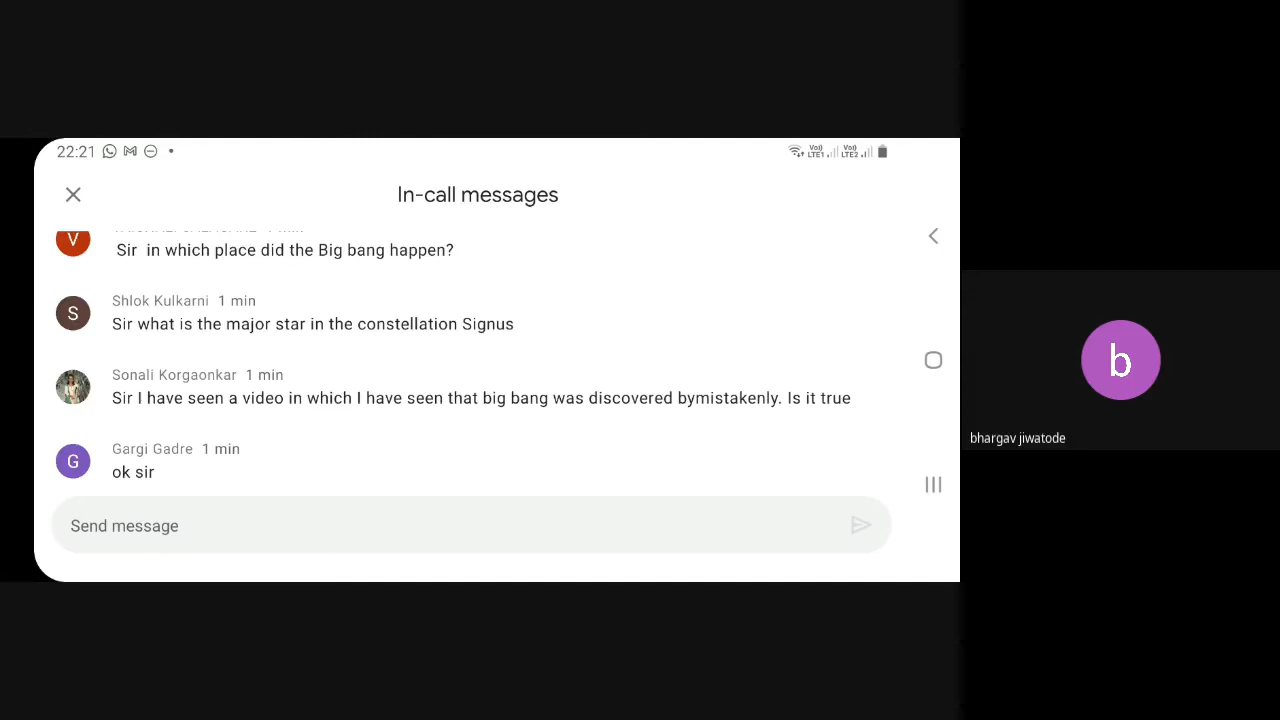 22:21
In-call messages
V
Sir in which place did the Big bang happen?
S
Shlok Kulkarni 1 min
Sir what is the major star in the constellation Signus
Sonali Korgaonkar 1 min
Sir I have seen a video in which I have seen that big bang was discovered bymistakenly. Is it true
G
Gargi Gadre 1 min
ok sir
Send message
b
bhargav jiwatode